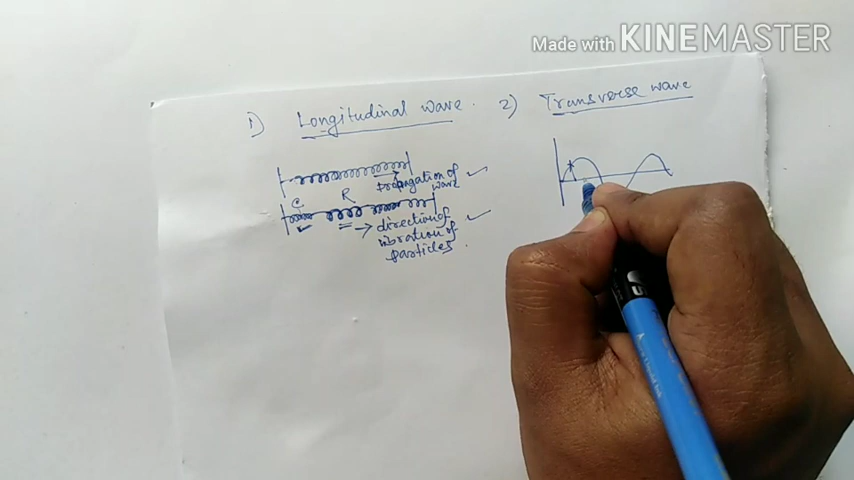 Made with KINEMASTER
1) Longitudinal wave. 2) Transverse wave
Propagation of
wave
C R
direction of
vibration of
particles.